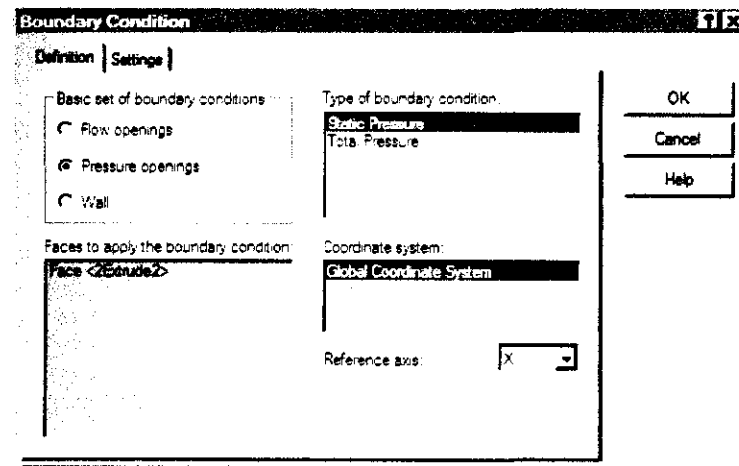 Boundary Condition
Definition
Settings
Basic set of boundary conditions
Flow openings
Pressure openings
Wall
Type of boundary condition:
Static Pressure
Total Pressure
OK
Cancel
Help
Faces to apply the boundary condition:
Face <2Extrude2>
Coordinate system:
Global Coordinate System
Reference axis:
X